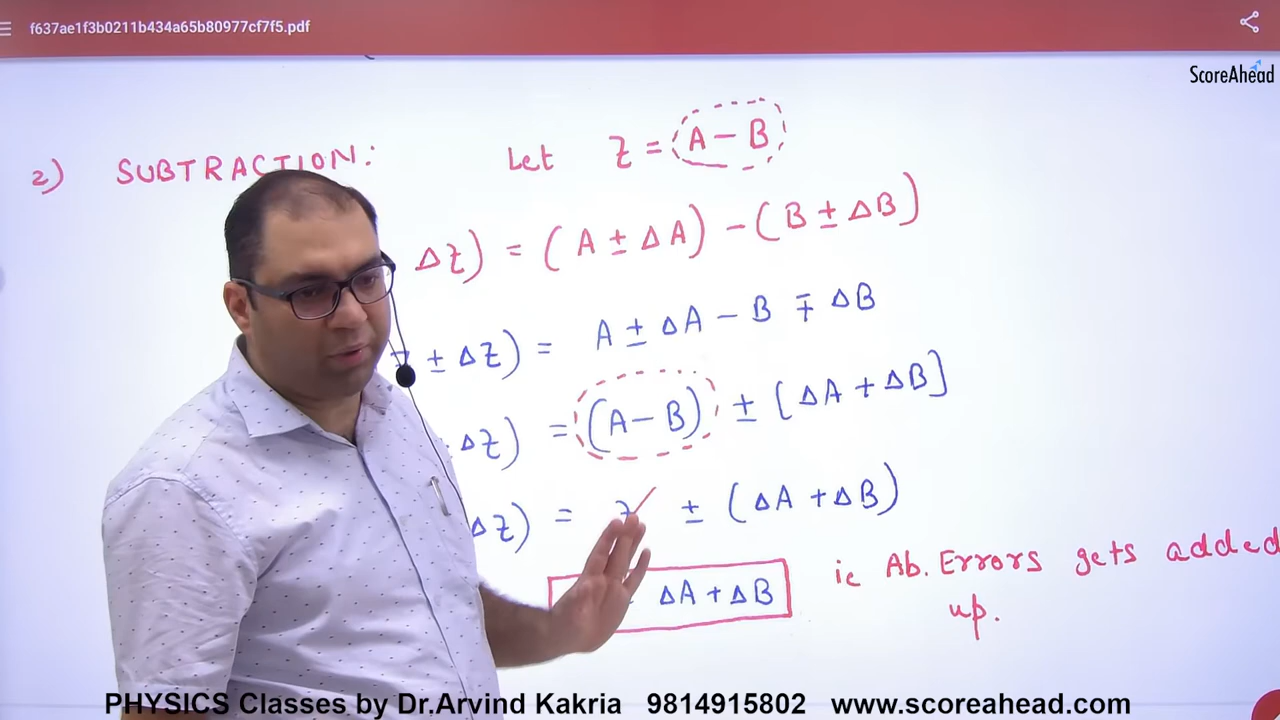 f637ae1f3b0211b434a65b80977cf7f5.pdf
ScoreAhead
2) SUBTRACTION: Let Z = (A - B)
ΔZ) = (A ± ΔA) - (B ± ΔB)
± ΔZ) = A ± ΔA - B ∓ ΔB
ΔZ) = (A - B) ± [ΔA + ΔB]
ΔZ) = Z ± (ΔA + ΔB)
ΔA + ΔB ie Ab. Errors gets added
up.
PHYSICS Classes by Dr.Arvind Kakria 9814915802 www.scoreahead.com